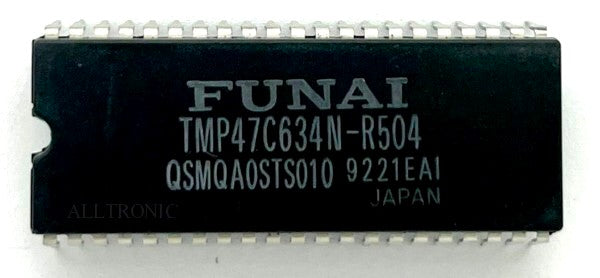 FUNAI
TMP47C634N-R504
QSMQA0STS010 9221EAI
JAPAN
ALLTRONIC